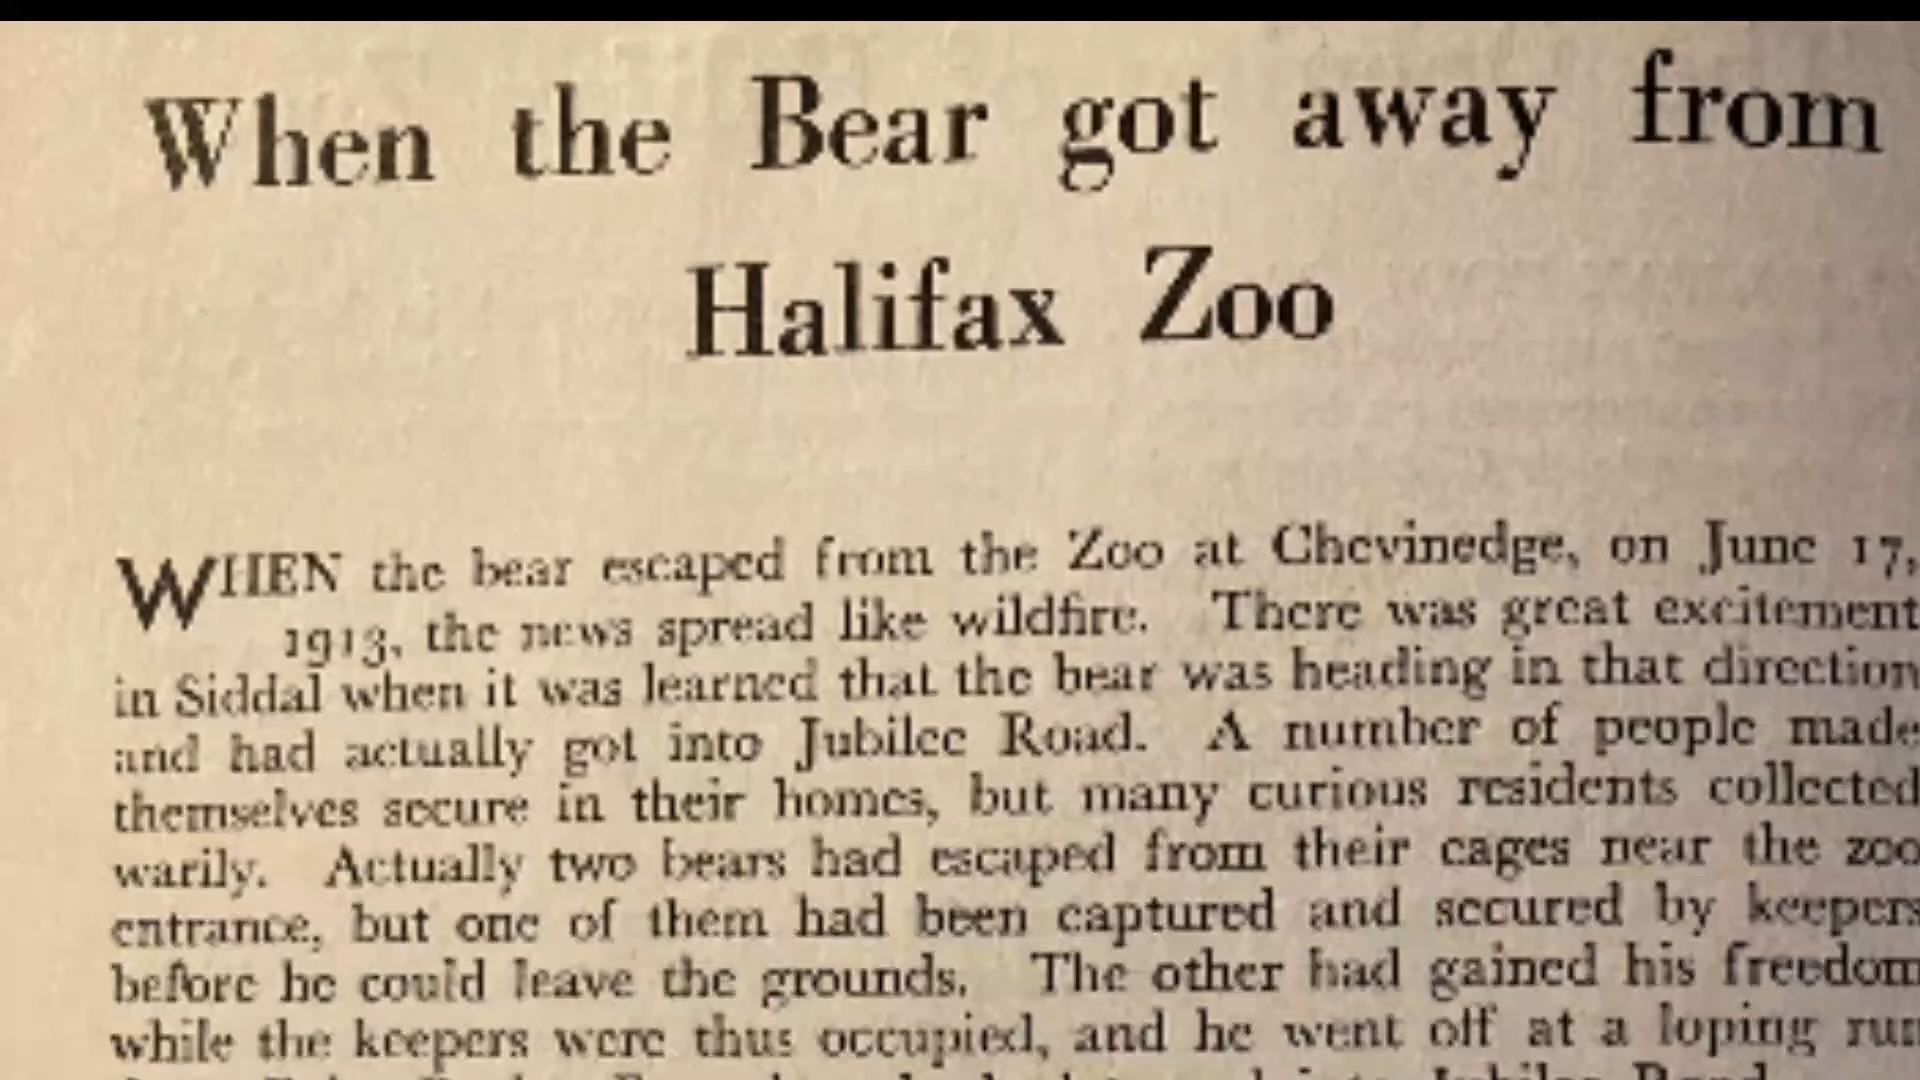 When the Bear got away from
Halifax Zoo
WHEN the bear escaped from the Zoo at Chevinedge, on June 17,
1913, the news spread like wildfire. There was great excitement
in Siddal when it was learned that the bear was heading in that direction
and had actually got into Jubilee Road. A number of people made
themselves secure in their homes, but many curious residents collected
warily. Actually two bears had escaped from their cages near the zoo
entrance, but one of them had been captured and secured by keepers
before he could leave the grounds. The other had gained his freedom
while the keepers were thus occupied, and he went off at a loping run
Jubilee Road